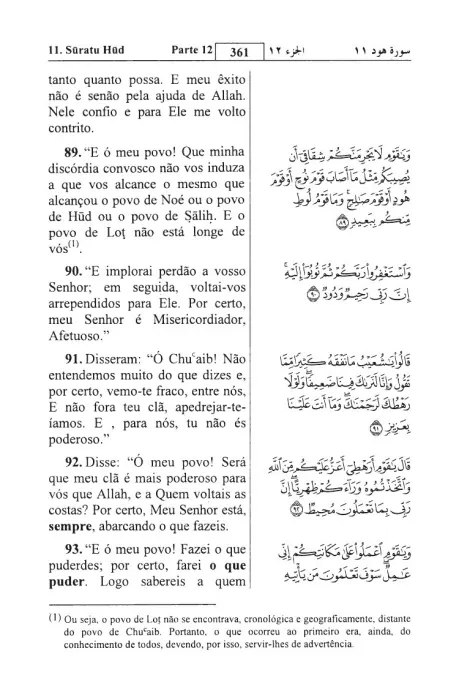 11. Sūratu Hūd Parte 12 361 الجزء ١٢ سورة هود ١١
tanto quanto possa. E meu êxito
não é senão pela ajuda de Allah.
Nele confio e para Ele me volto
contrito.
89. “E ó meu povo! Que minha
discórdia convosco não vos induza
a que vos alcance o mesmo que
alcançou o povo de Noé ou o povo
de Hūd ou o povo de Ṣāliḥ. E o
povo de Loṭ não está longe de
vós(1).
90. “E implorai perdão a vosso
Senhor; em seguida, voltai-vos
arrependidos para Ele. Por certo,
meu Senhor é Misericordiador,
Afetuoso.”
91. Disseram: “Ó Chuᶜaib! Não
entendemos muito do que dizes e,
por certo, vemo-te fraco, entre nós,
E não fora teu clã, apedrejar-te-
íamos. E , para nós, tu não és
poderoso.”
92. Disse: “Ó meu povo! Será
que meu clã é mais poderoso para
vós que Allah, e a Quem voltais as
costas? Por certo, Meu Senhor está,
sempre, abarcando o que fazeis.
93. “E ó meu povo! Fazei o que
puderdes; por certo, farei o que
puder. Logo sabereis a quem
وَيَٰقَوْمِ لَا يَجْرِمَنَّكُمْ شِقَاقِىٓ أَن
يُصِيبَكُم مِّثْلُ مَآ أَصَابَ قَوْمَ نُوحٍ أَوْ قَوْمَ
هُودٍ أَوْ قَوْمَ صَٰلِحٍ ۚ وَمَا قَوْمُ لُوطٍ
مِّنكُم بِبَعِيدٍ ﴿٨٩﴾
وَٱسْتَغْفِرُوا۟ رَبَّكُمْ ثُمَّ تُوبُوٓا۟ إِلَيْهِ ۚ
إِنَّ رَبِّى رَحِيمٌ وَدُودٌ ﴿٩٠﴾
قَالُوا۟ يَٰشُعَيْبُ مَا نَفْقَهُ كَثِيرًا مِّمَّا
تَقُولُ وَإِنَّا لَنَرَىٰكَ فِينَا ضَعِيفًا ۖ وَلَوْلَا
رَهْطُكَ لَرَجَمْنَٰكَ ۖ وَمَآ أَنتَ عَلَيْنَا
بِعَزِيزٍ ﴿٩١﴾
قَالَ يَٰقَوْمِ أَرَهْطِىٓ أَعَزُّ عَلَيْكُم مِّنَ ٱللَّهِ
وَٱتَّخَذْتُمُوهُ وَرَآءَكُمْ ظِهْرِيًّا ۖ إِنَّ
رَبِّى بِمَا تَعْمَلُونَ مُحِيطٌ ﴿٩٢﴾
وَيَٰقَوْمِ ٱعْمَلُوا۟ عَلَىٰ مَكَانَتِكُمْ إِنِّى
عَٰمِلٌ ۖ سَوْفَ تَعْلَمُونَ مَن يَأْتِيهِ
(1) Ou seja, o povo de Loṭ não se encontrava, cronológica e geograficamente, distante
do povo de Chuᶜaib. Portanto, o que ocorreu ao primeiro era, ainda, do
conhecimento de todos, devendo, por isso, servir-lhes de advertência.